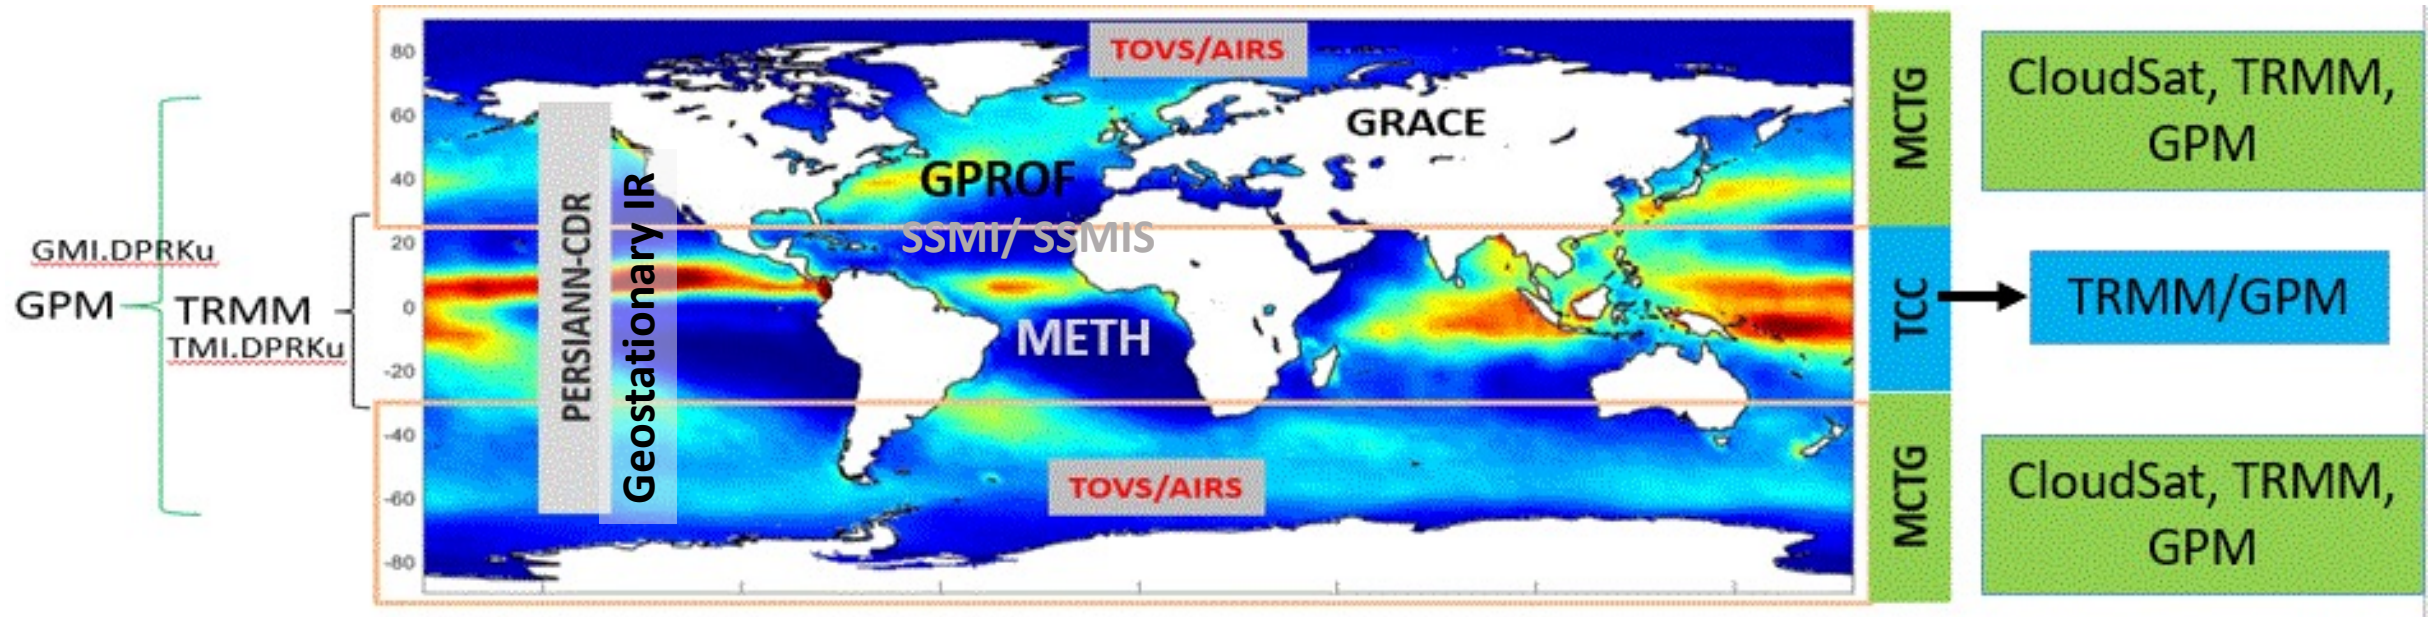 GMI.DPRKu
GPM
TRMM
TMI.DPRKu
80
60
40
20
0
-20
-40
-60
-80
PERSIANN-CDR
Geostationary IR
TOVS/AIRS
GRACE
GPROF
SSMI/ SSMIS
METH
TOVS/AIRS
MCTG
TCC
MCTG
CloudSat, TRMM,
GPM
TRMM/GPM
CloudSat, TRMM,
GPM